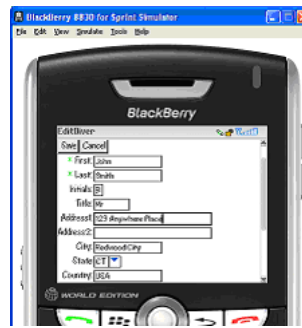 BlackBerry 8830 for Sprint Simulator
File Edit View Simulate Tools Help
BlackBerry
EditDiver
Save Cancel
* First: John
* Last: Smith
Initials: B
Title: Mr
Address1: 123 Anywhere Place
Address2:
City: Redwood City
State: CT
Country: USA
WORLD EDITION